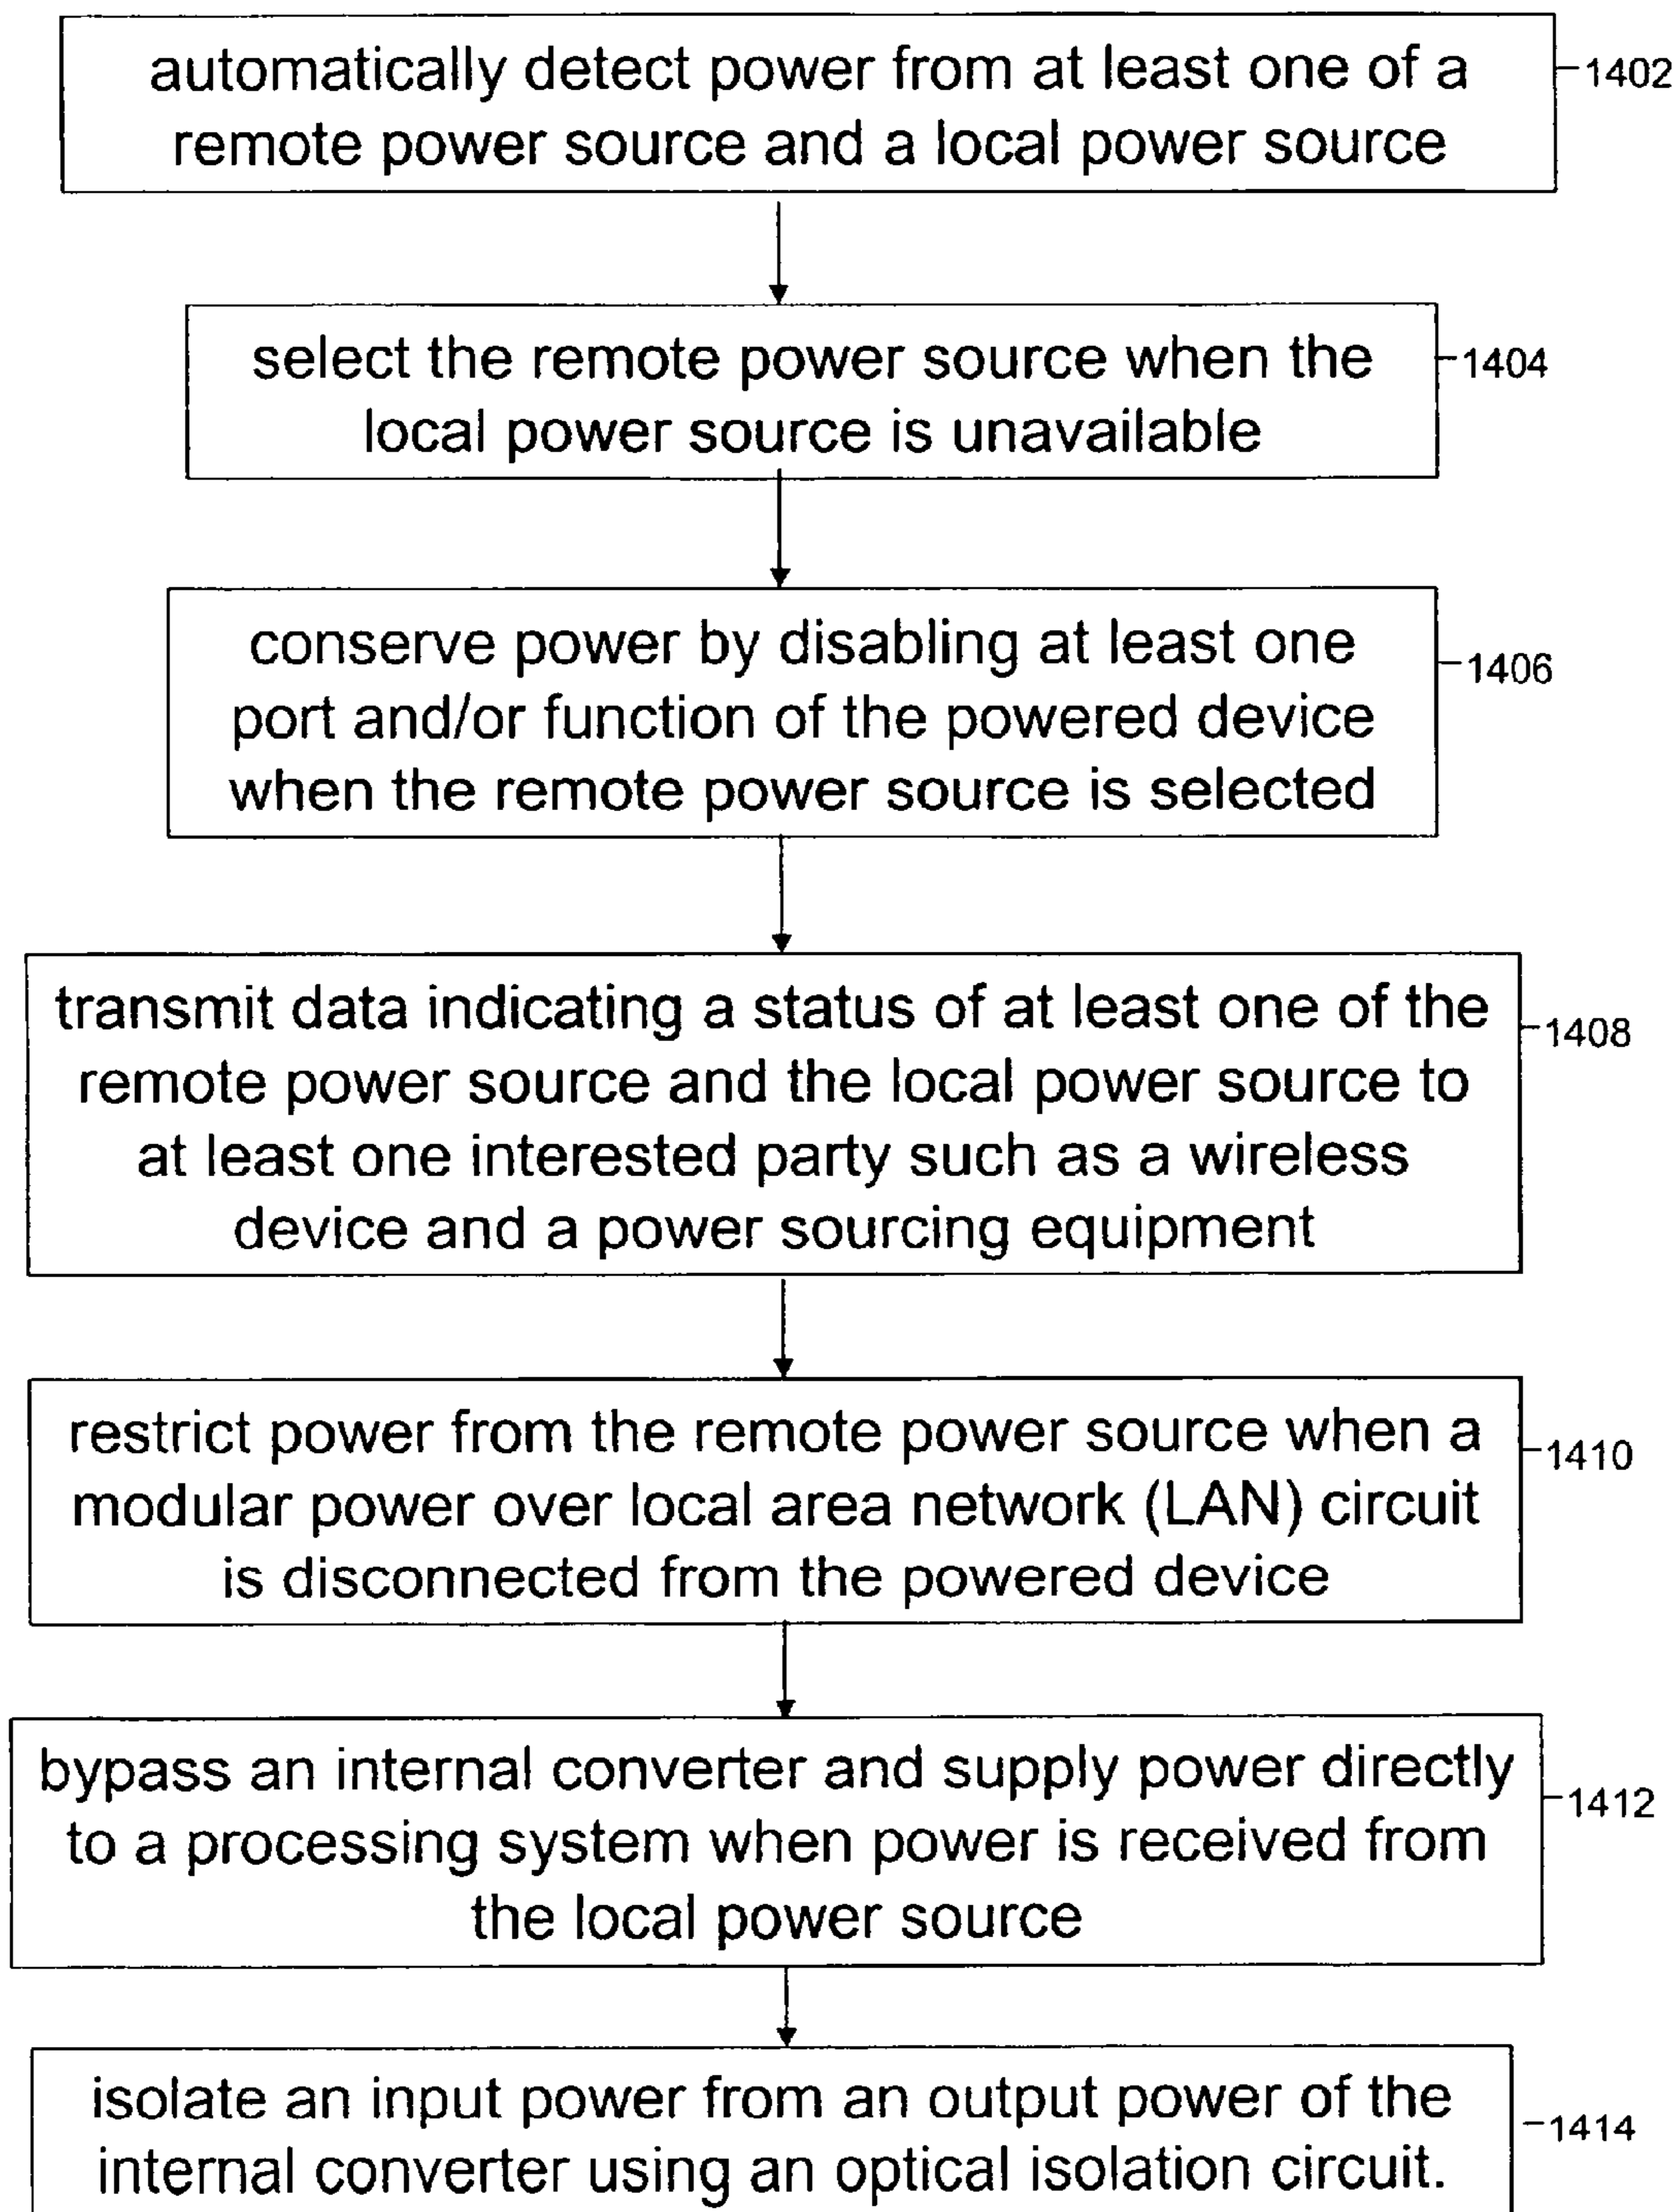 automatically detect power from at least one of a
remote power source and a local power source
1402
select the remote power source when the
local power source is unavailable
1404
conserve power by disabling at least one
port and/or function of the powered device
when the remote power source is selected
1406
transmit data indicating a status of at least one of the
remote power source and the local power source to
at least one interested party such as a wireless
device and a power sourcing equipment
1408
restrict power from the remote power source when a
modular power over local area network (LAN) circuit
is disconnected from the powered device
1410
bypass an internal converter and supply power directly
to a processing system when power is received from
the local power source
1412
isolate an input power from an output power of the
internal converter using an optical isolation circuit.
1414